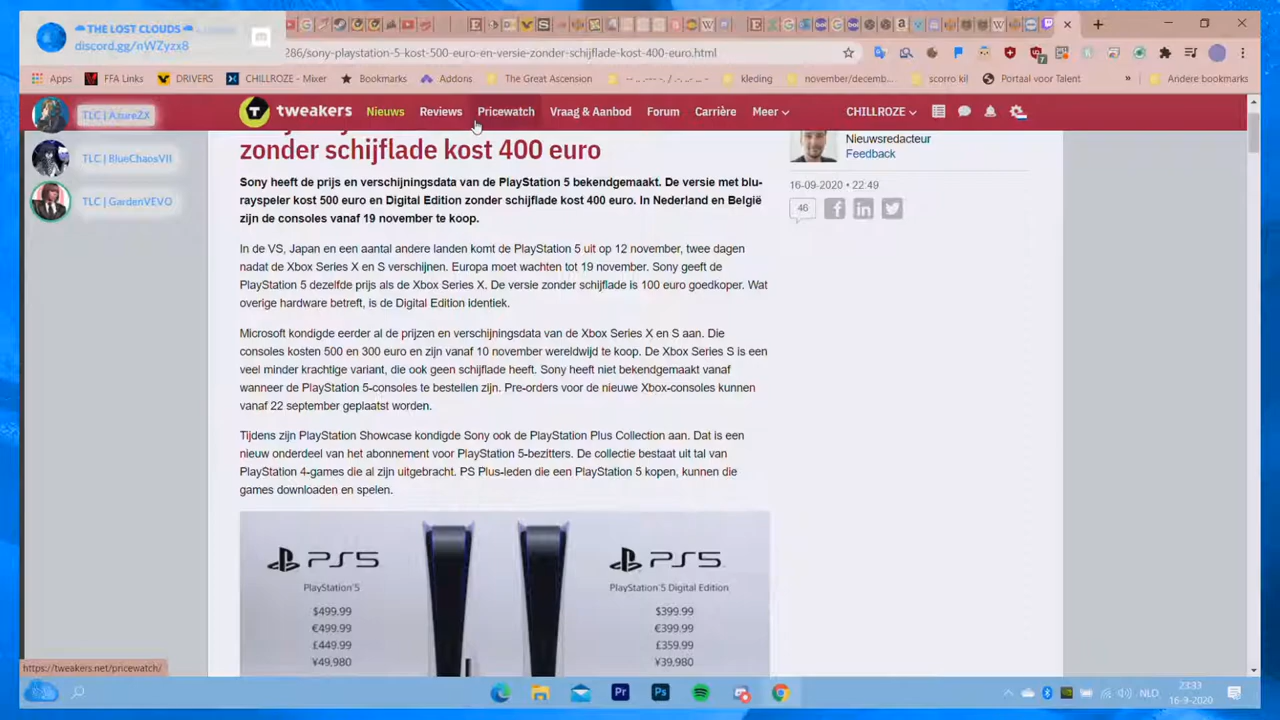 ☁ THE LOST CLOUDS ☁
discord.gg/nWZyzx8
286/sony-playstation-5-kost-500-euro-en-versie-zonder-schijflade-kost-400-euro.html
Apps FFA Links DRIVERS CHILLROZE - Mixer Bookmarks Addons The Great Ascension -- .... ./- .-. ..- kleding november/decemb... scorro kil Portaal voor Talent » Andere bookmarks
TLC | AzureZX
TLC | BlueChaosVII
TLC | GardenVEVO
tweakers Nieuws Reviews Pricewatch Vraag & Aanbod Forum Carrière Meer CHILLROZE
zonder schijflade kost 400 euro
Sony heeft de prijs en verschijningsdata van de PlayStation 5 bekendgemaakt. De versie met blu-
rayspeler kost 500 euro en Digital Edition zonder schijflade kost 400 euro. In Nederland en België
zijn de consoles vanaf 19 november te koop.
In de VS, Japan en een aantal andere landen komt de PlayStation 5 uit op 12 november, twee dagen
nadat de Xbox Series X en S verschijnen. Europa moet wachten tot 19 november. Sony geeft de
PlayStation 5 dezelfde prijs als de Xbox Series X. De versie zonder schijflade is 100 euro goedkoper. Wat
overige hardware betreft, is de Digital Edition identiek.
Microsoft kondigde eerder al de prijzen en verschijningsdata van de Xbox Series X en S aan. Die
consoles kosten 500 en 300 euro en zijn vanaf 10 november wereldwijd te koop. De Xbox Series S is een
veel minder krachtige variant, die ook geen schijflade heeft. Sony heeft niet bekendgemaakt vanaf
wanneer de PlayStation 5-consoles te bestellen zijn. Pre-orders voor de nieuwe Xbox-consoles kunnen
vanaf 22 september geplaatst worden.
Tijdens zijn PlayStation Showcase kondigde Sony ook de PlayStation Plus Collection aan. Dat is een
nieuw onderdeel van het abonnement voor PlayStation 5-bezitters. De collectie bestaat uit tal van
PlayStation 4-games die al zijn uitgebracht. PS Plus-leden die een PlayStation 5 kopen, kunnen die
games downloaden en spelen.
Nieuwsredacteur
Feedback
16-09-2020 • 22:49
46
PS5
PlayStation®5
$499.99
€499.99
£449.99
¥49,980
PS5
PlayStation®5 Digital Edition
$399.99
€399.99
£359.99
¥39,980
https://tweakers.net/pricewatch/
NLD
23:33
16-9-2020